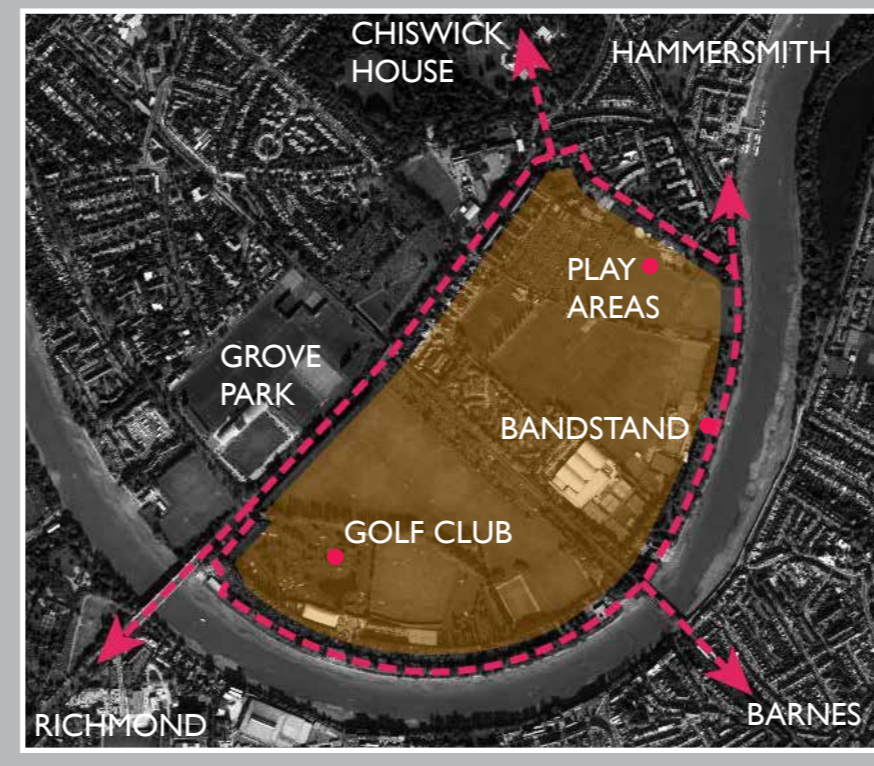 CHISWICK
HOUSE
HAMMERSMITH
PLAY
AREAS
GROVE
PARK
BANDSTAND
GOLF CLUB
RICHMOND
BARNES